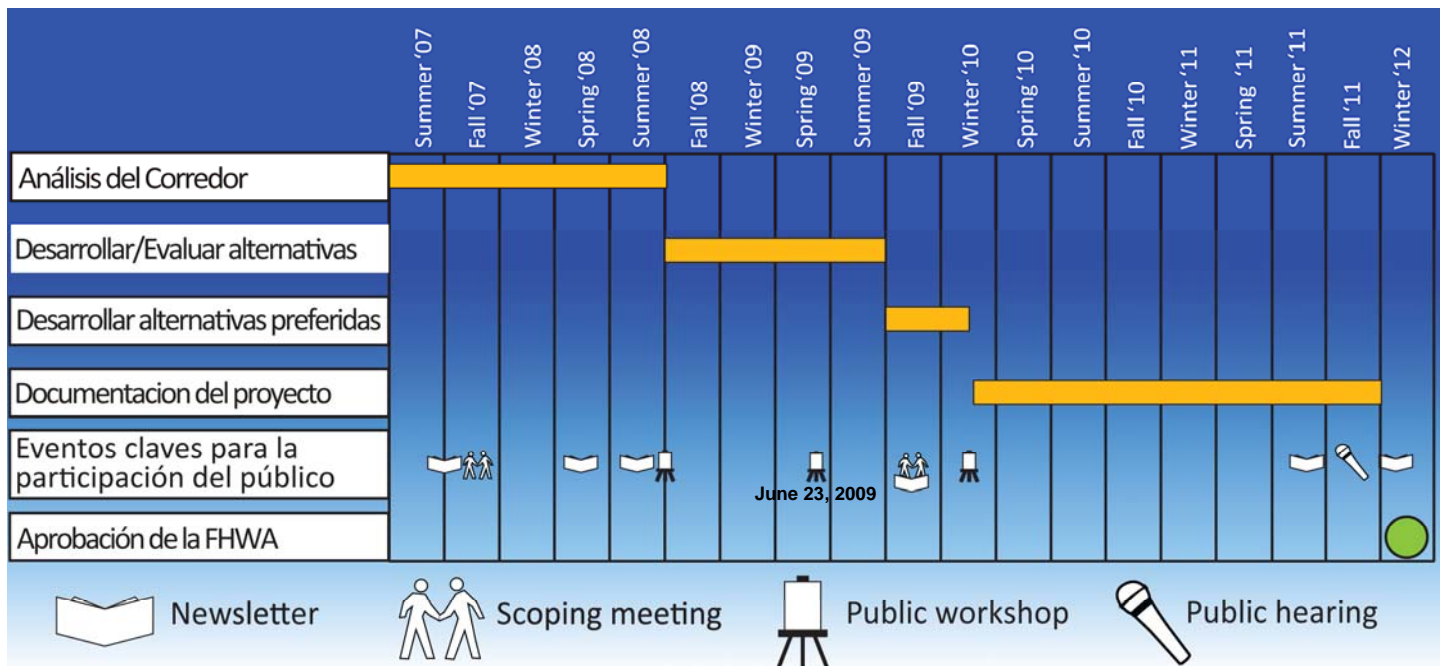 Summer ‘07
Fall ‘07
Winter ‘08
Spring ‘08
Summer ‘08
Fall ‘08
Winter ‘09
Spring ‘09
Summer ‘09
Fall ‘09
Winter ‘10
Spring ‘10
Summer ‘10
Fall ‘10
Winter ‘11
Spring ‘11
Summer ‘11
Fall ‘11
Winter ‘12
Análisis del Corredor
Desarrollar/Evaluar alternativas
Desarrollar alternativas preferidas
Documentacion del proyecto
Eventos claves para la
participación del público
June 23, 2009
Aprobación de la FHWA
Newsletter
Scoping meeting
Public workshop
Public hearing